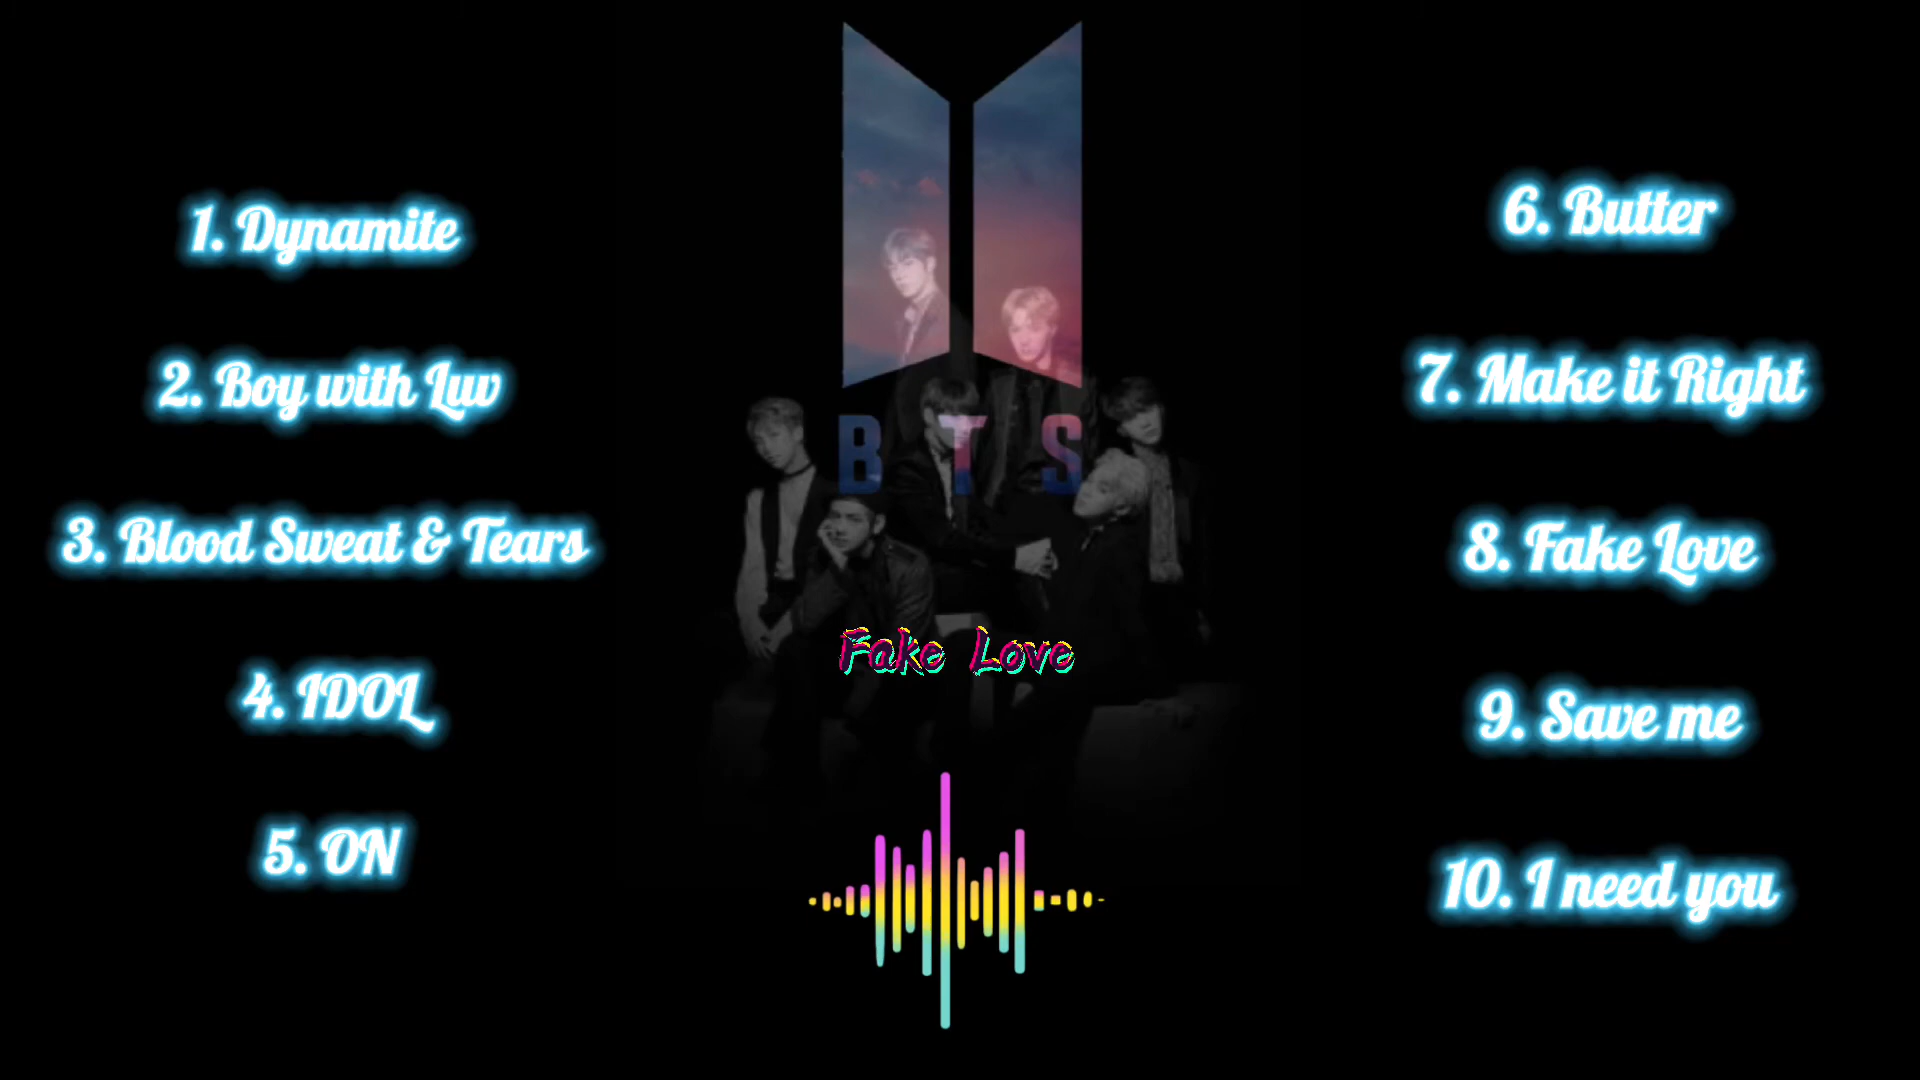 1. Dynamite
2. Boy with Luv
3. Blood Sweat & Tears
4. IDOL
5. ON
BTS
Fake Love
6. Butter
7. Make it Right
8. Fake Love
9. Save me
10. I need you